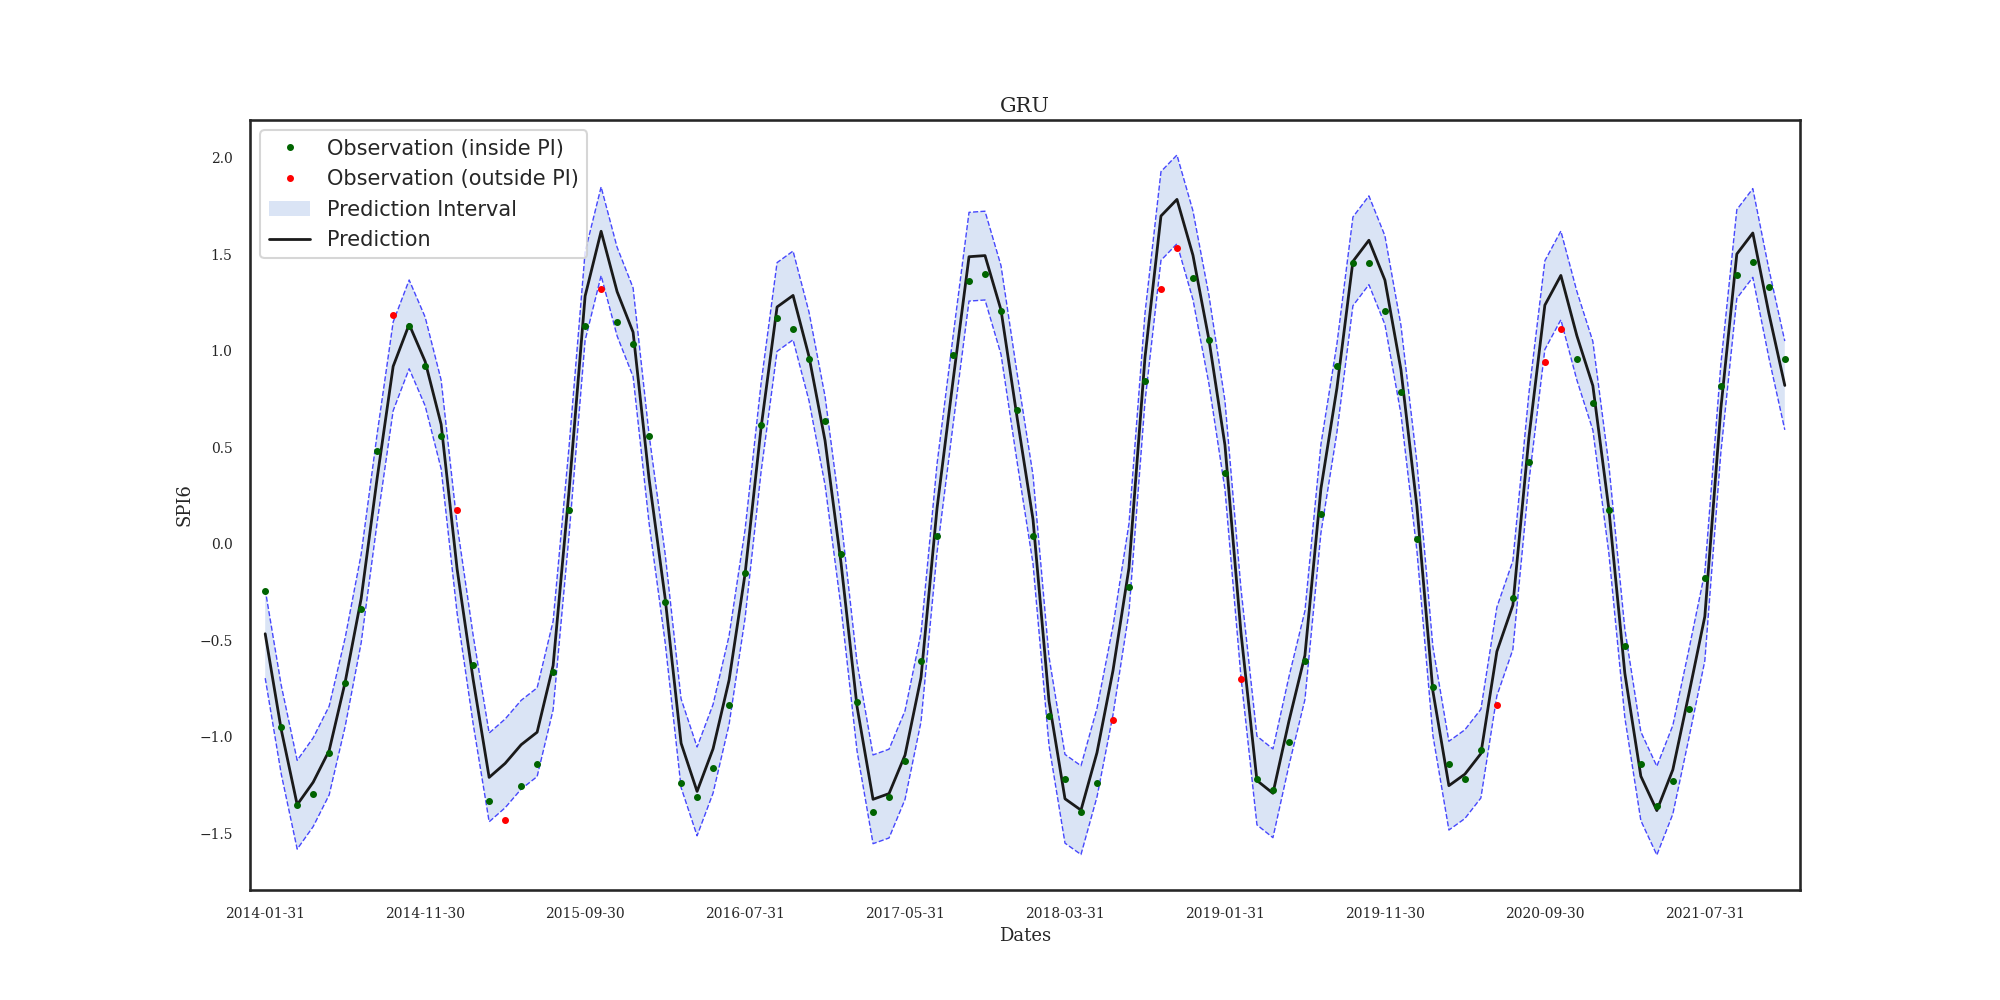 GRU
Observation (inside PI)
Observation (outside PI)
Prediction Interval
Prediction
2.0
1.5
1.0
0.5
0.0
−0.5
−1.0
−1.5
SPI6
2014-01-31 2014-11-30 2015-09-30 2016-07-31 2017-05-31 2018-03-31 2019-01-31 2019-11-30 2020-09-30 2021-07-31
Dates